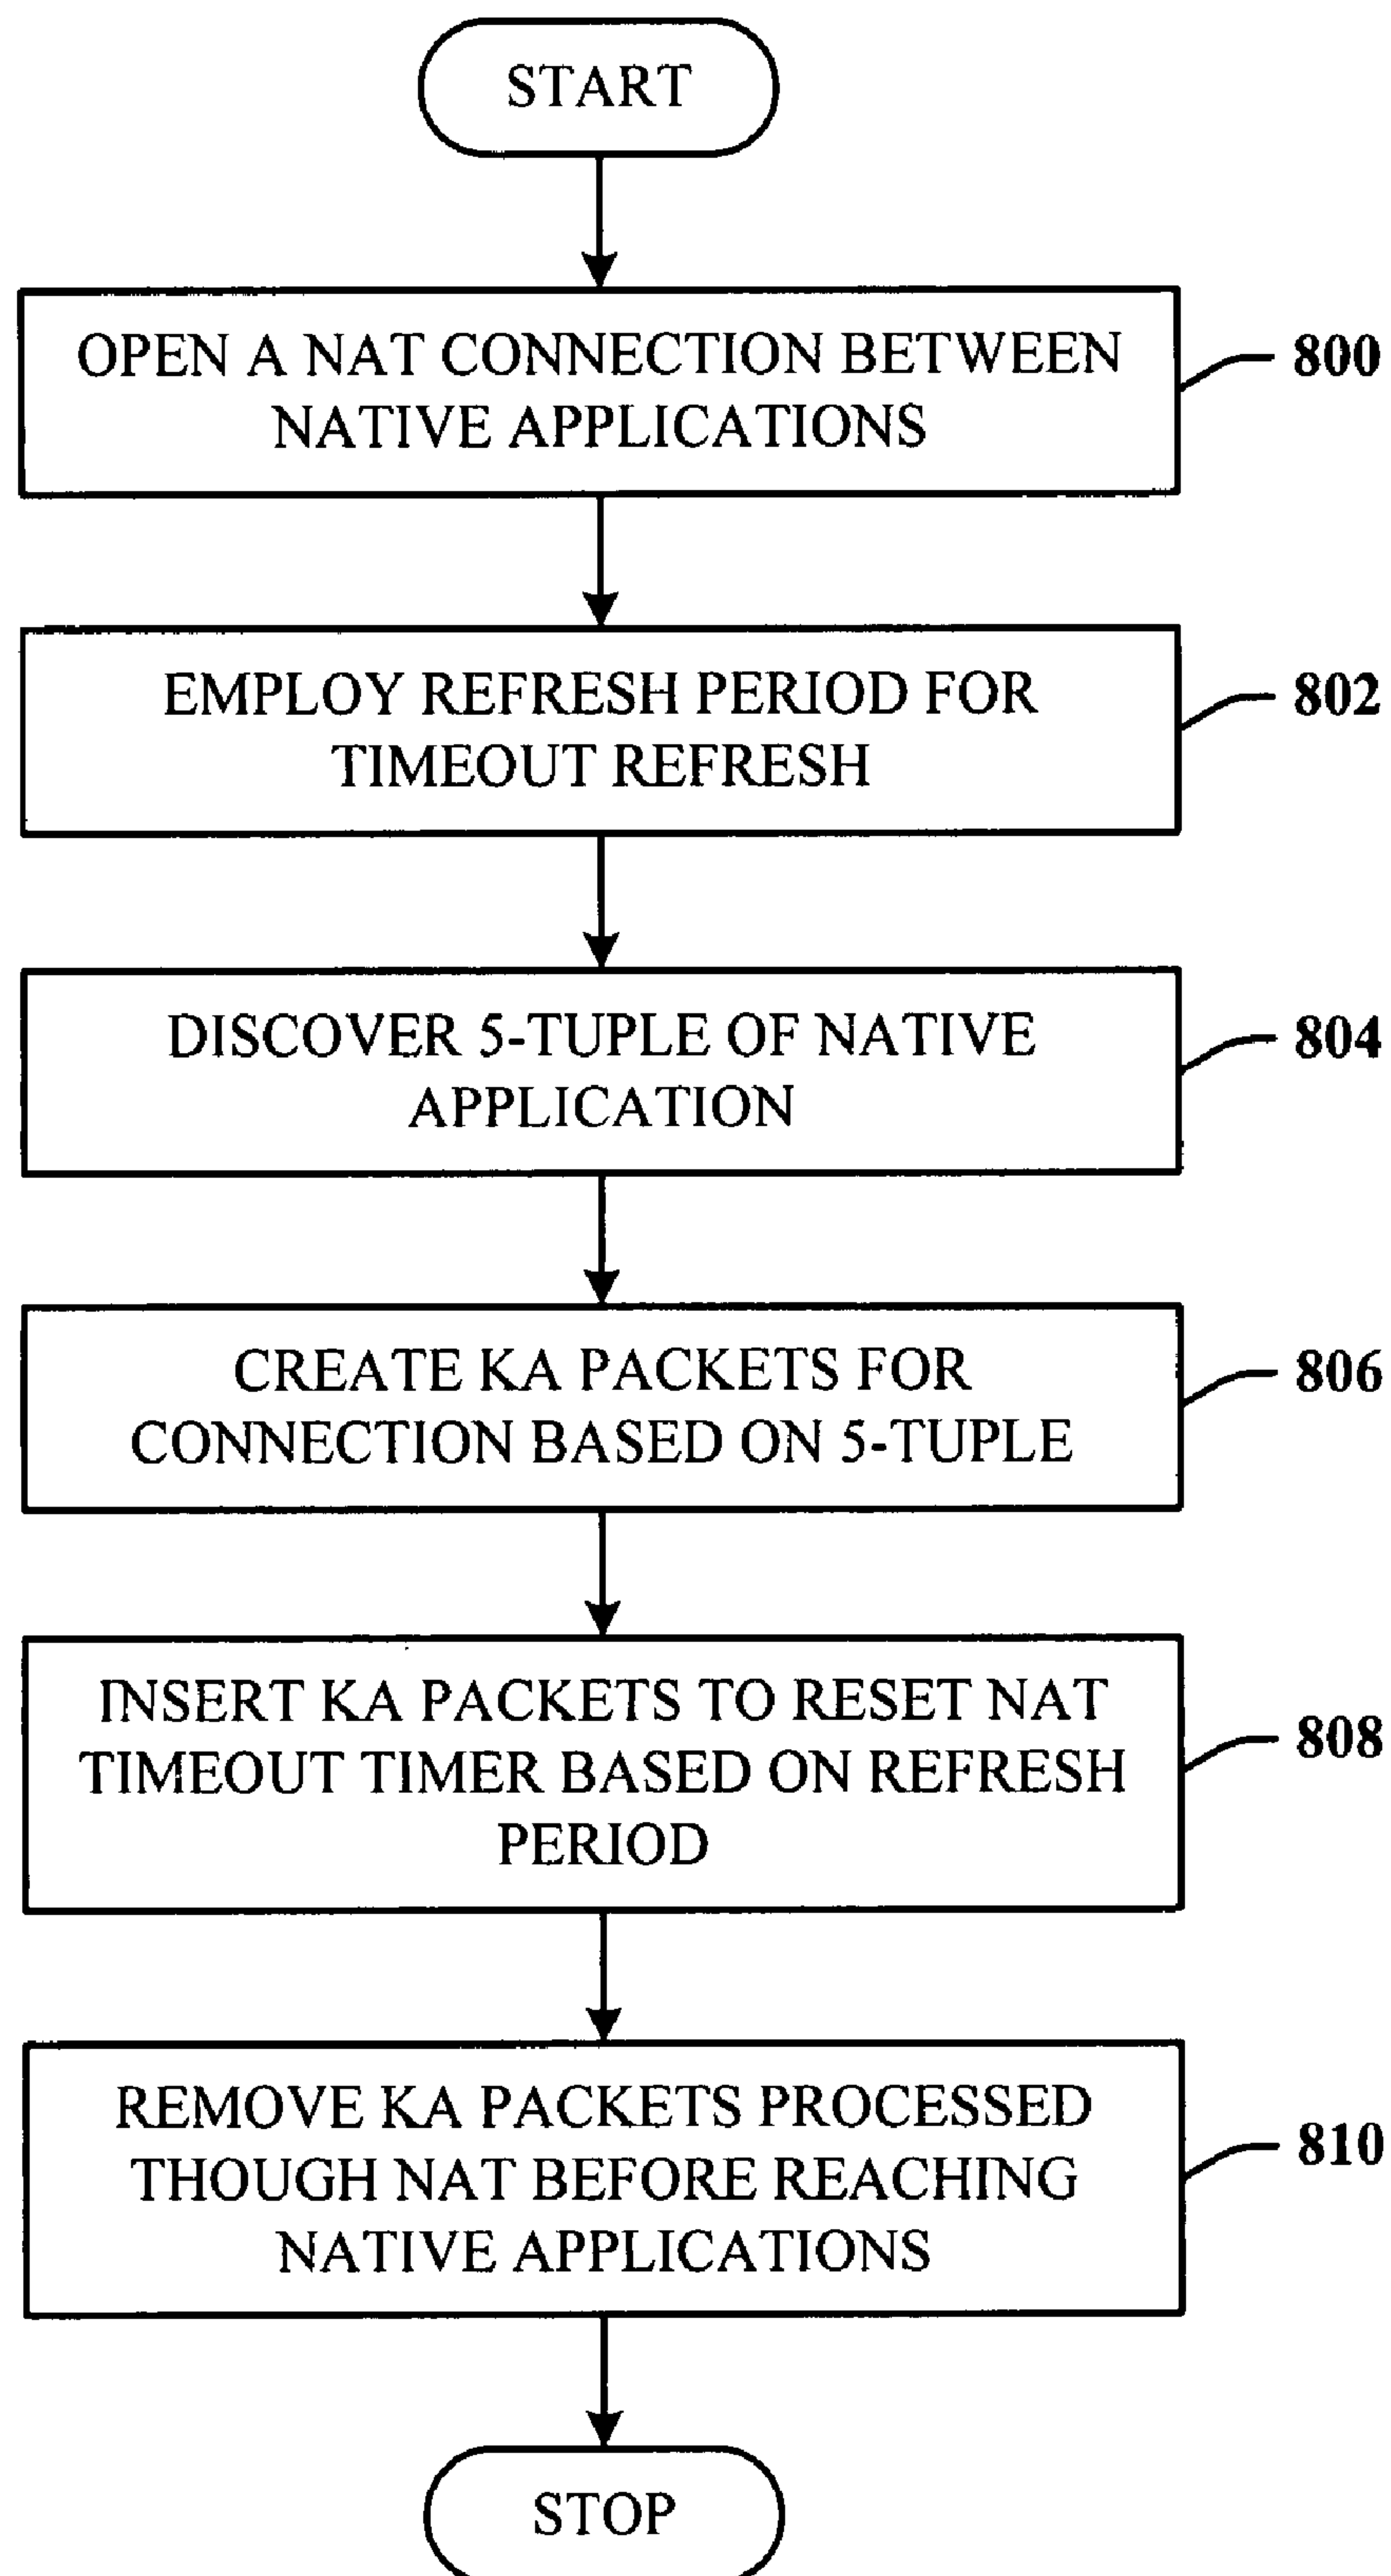 START
OPEN A NAT CONNECTION BETWEEN
NATIVE APPLICATIONS
800
EMPLOY REFRESH PERIOD FOR
TIMEOUT REFRESH
802
DISCOVER 5-TUPLE OF NATIVE
APPLICATION
804
CREATE KA PACKETS FOR
CONNECTION BASED ON 5-TUPLE
806
INSERT KA PACKETS TO RESET NAT
TIMEOUT TIMER BASED ON REFRESH
PERIOD
808
REMOVE KA PACKETS PROCESSED
THOUGH NAT BEFORE REACHING
NATIVE APPLICATIONS
810
STOP